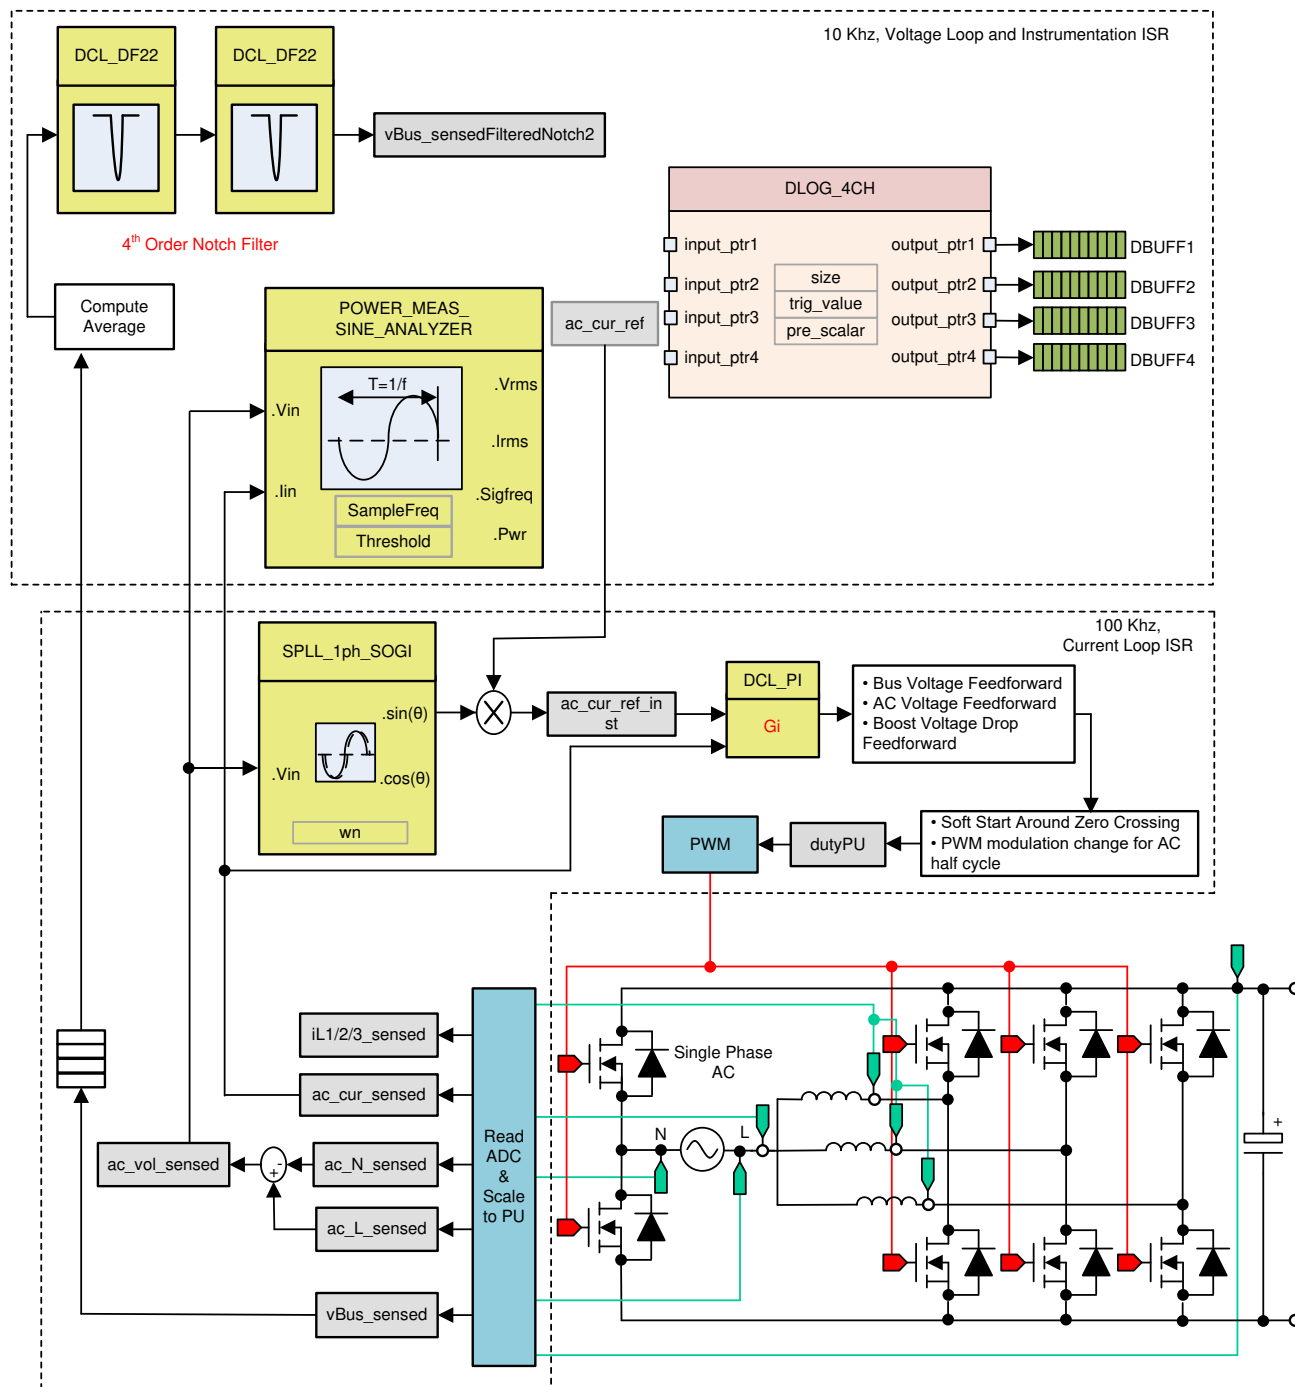 10 Khz, Voltage Loop and Instrumentation ISR
DCL_DF22
DCL_DF22
vBus_sensedFilteredNotch2
4th Order Notch Filter
Compute
Average
POWER_MEAS_
SINE_ANALYZER
T=1/f
.Vin
.Iin
.Vrms
.Irms
.Sigfreq
.Pwr
SampleFreq
Threshold
ac_cur_ref
DLOG_4CH
input_ptr1
input_ptr2
input_ptr3
input_ptr4
size
trig_value
pre_scalar
output_ptr1
output_ptr2
output_ptr3
output_ptr4
DBUFF1
DBUFF2
DBUFF3
DBUFF4
100 Khz,
Current Loop ISR
SPLL_1ph_SOGI
.sin(θ)
.Vin
.cos(θ)
wn
X
ac_cur_ref_in
st
DCL_PI
Gi
• Bus Voltage Feedforward
• AC Voltage Feedforward
• Boost Voltage Drop
Feedforward
• Soft Start Around Zero Crossing
• PWM modulation change for AC
half cycle
dutyPU
PWM
iL1/2/3_sensed
ac_cur_sensed
ac_vol_sensed
-
+
ac_N_sensed
ac_L_sensed
vBus_sensed
Read
ADC
&
Scale
to PU
Single Phase
AC
N
L
+